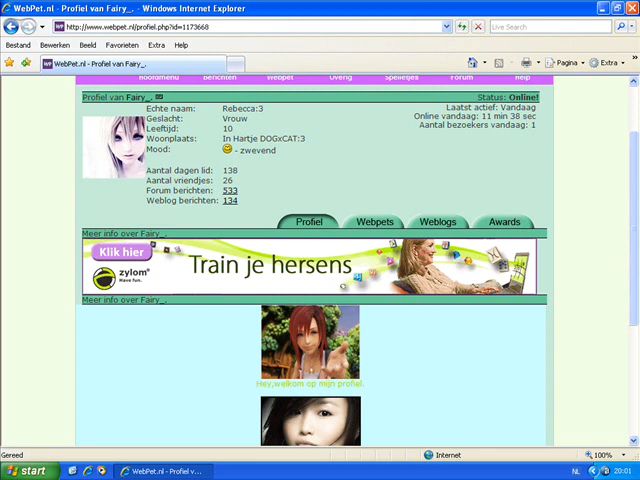 WebPet.nl - Profiel van Fairy_. - Windows Internet Explorer
http://www.webpet.nl/profiel.php?id=1173668
Live Search
Bestand Bewerken Beeld Favorieten Extra Help
WebPet.nl - Profiel van Fairy_.
Pagina Extra
Hoofdmenu Berichten Webpet Overig Spelletjes Forum Help
Profiel van Fairy_. Status: Online!
Echte naam: Rebecca:3 Laatst actief: Vandaag
Geslacht: Vrouw Online vandaag: 11 min 38 sec
Leeftijd: 10 Aantal bezoekers vandaag: 1
Woonplaats: In Hartje DOGxCAT:3
Mood: - zwevend
Aantal dagen lid: 138
Aantal vriendjes: 26
Forum berichten: 533
Weblog berichten: 134
Profiel Webpets Weblogs Awards
Meer info over Fairy_.
Klik hier
Train je hersens
zylom®
Have fun.
Meer info over Fairy_.
Hey,welkom op mijn profiel.
Gereed Internet 100%
start WebPet.nl - Profiel v... NL 20:01